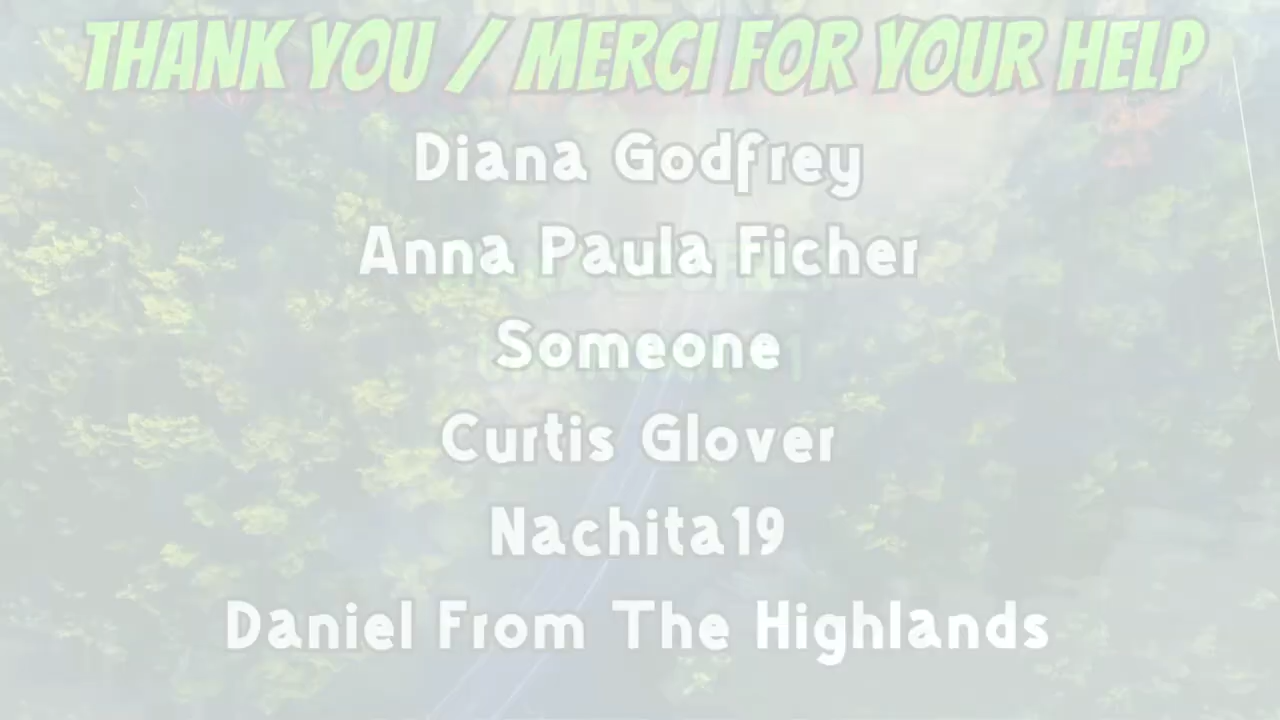 THANK YOU / MERCI FOR YOUR HELP
Diana Godfrey
Anna Paula Ficher
Someone
Curtis Glover
Nachita19
Daniel From The Highlands